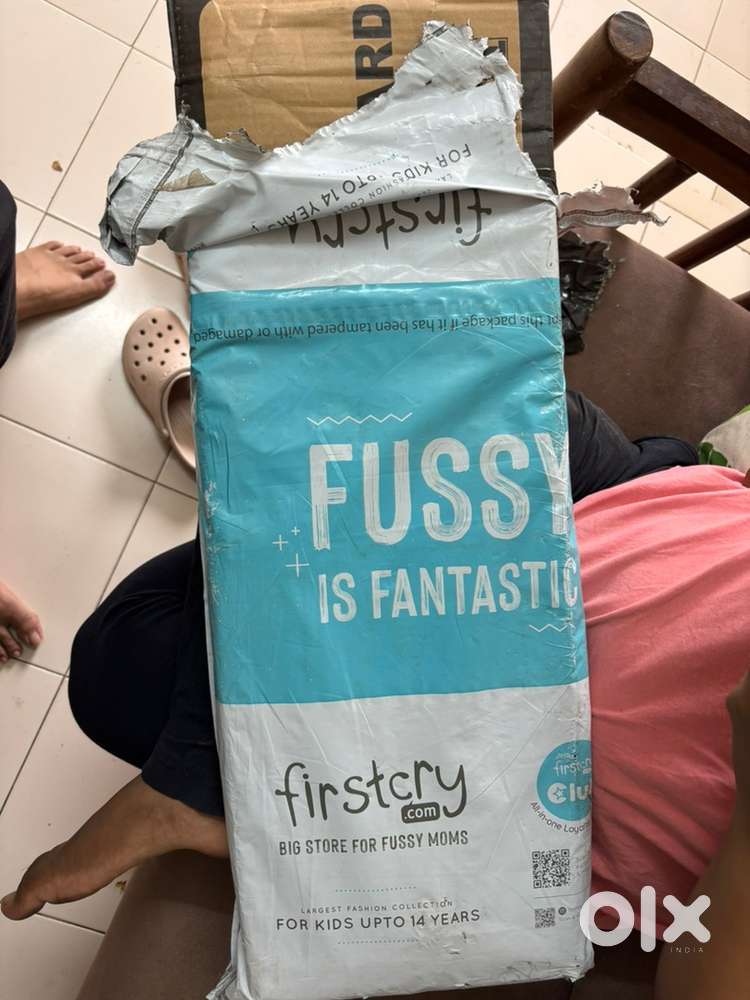 ARD
FOR KIDS UPTO 14 YEARS
firstcry
pt this package if it has been tampered with or damaged
FUSSY
IS FANTASTIC
firstcry
.com
BIG STORE FOR FUSSY MOMS
firstcry
Club
All-in-one
LARGEST FASHION COLLECTION
FOR KIDS UPTO 14 YEARS
olx
INDIA